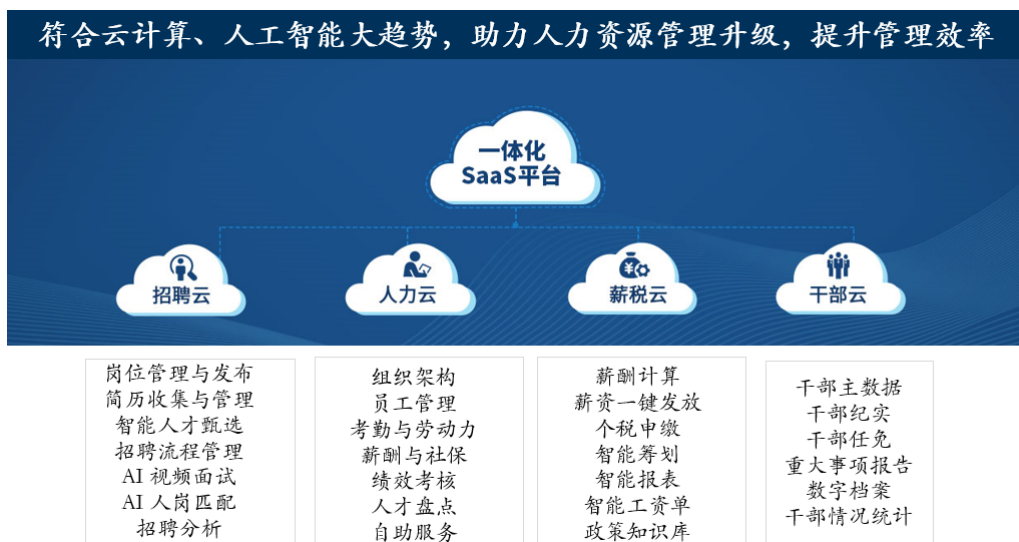 符合云计算、人工智能大趋势，助力人力资源管理升级，提升管理效率
一体化
SaaS平台
招聘云
人力云
薪税云
干部云
岗位管理与发布
简历收集与管理
智能人才甄选
招聘流程管理
AI 视频面试
AI 人岗匹配
招聘分析
组织架构
员工管理
考勤与劳动力
薪酬与社保
绩效考核
人才盘点
自助服务
薪酬计算
薪资一键发放
个税申缴
智能筹划
智能报表
智能工资单
政策知识库
干部主数据
干部纪实
干部任免
重大事项报告
数字档案
干部情况统计